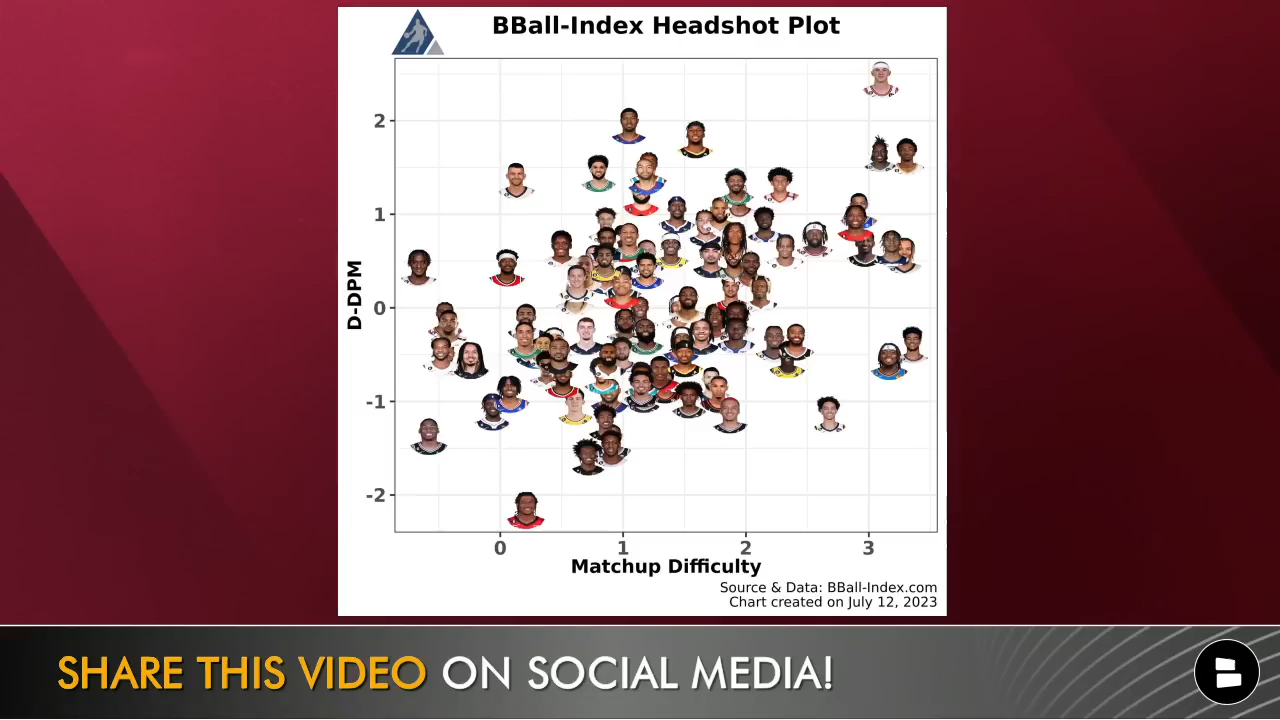 BBall-Index Headshot Plot
2
1
0
-1
-2
D-DPM
0 1 2 3
Matchup Difficulty
Source & Data: BBall-Index.com
Chart created on July 12, 2023
SHARE THIS VIDEO ON SOCIAL MEDIA!